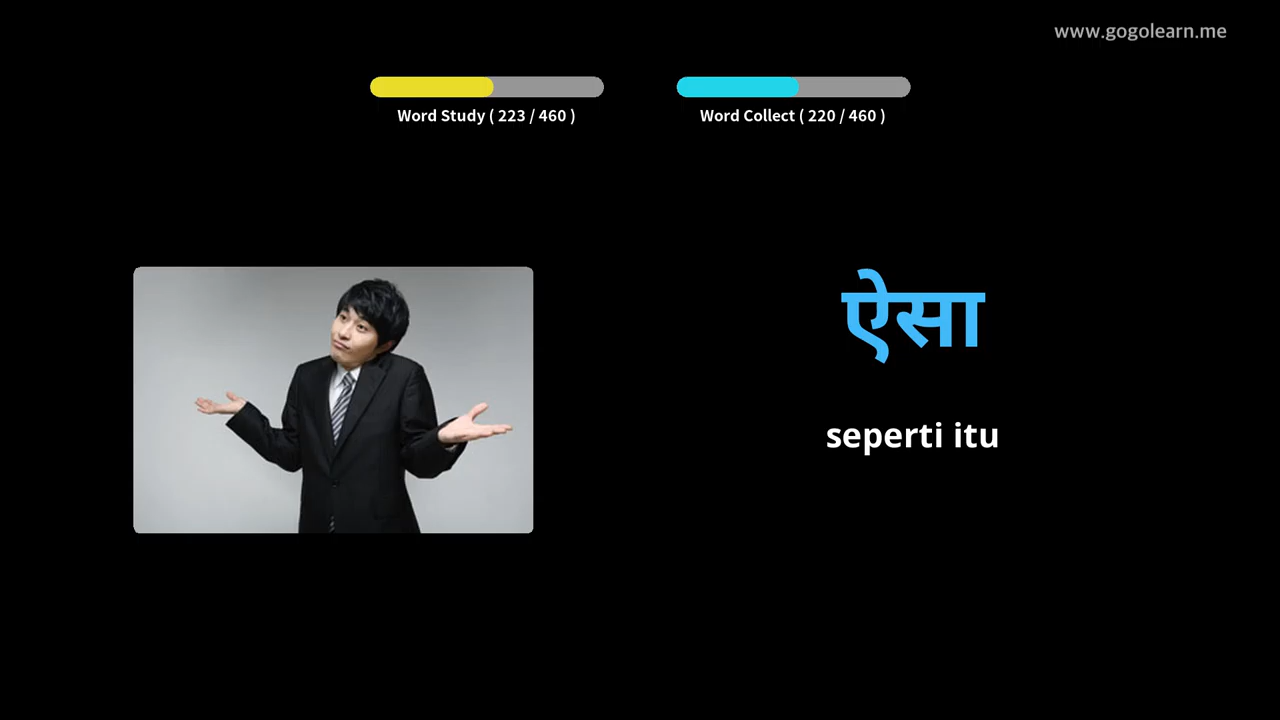 www.gogolearn.me
Word Study ( 223 / 460 )
Word Collect ( 220 / 460 )
ऐसा
seperti itu